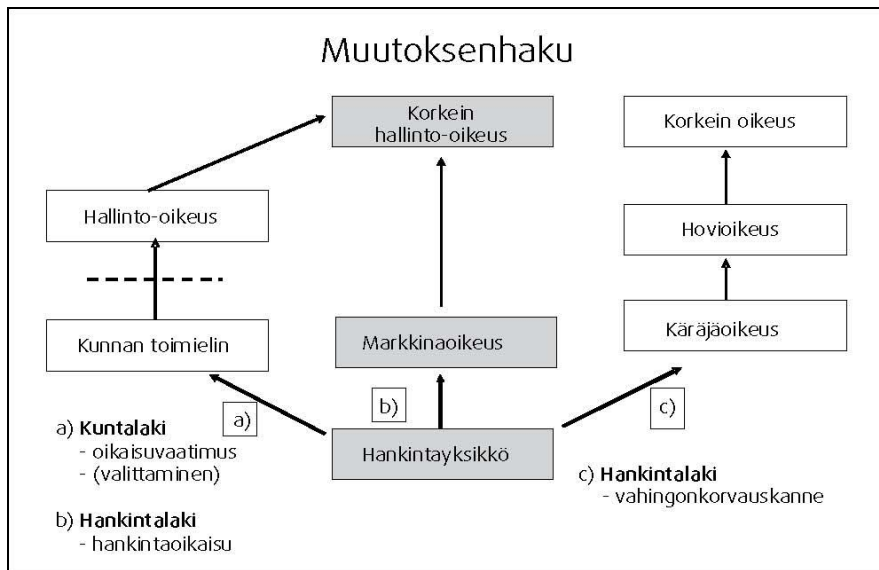 Muutoksenhaku
Korkein
hallinto-oikeus
Korkein oikeus
Hallinto-oikeus
Hovioikeus
Kunnan toimielin
Markkinaoikeus
Käräjäoikeus
a)
b)
c)
Hankintayksikkö
a) Kuntalaki
- oikaisuvaatimus
- (valittaminen)
b) Hankintalaki
- hankintaoikaisu
c) Hankintalaki
- vahingonkorvauskanne